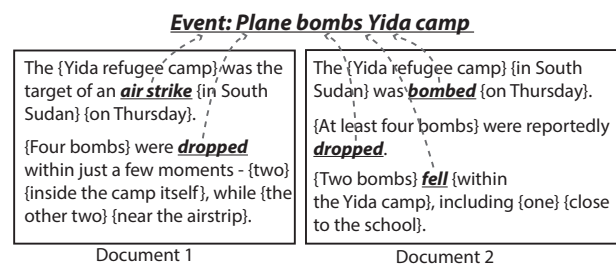 Event: Plane bombs Yida camp
The {Yida refugee camp} was the
target of an air strike {in South
Sudan} {on Thursday}.
{Four bombs} were dropped
within just a few moments - {two}
{inside the camp itself}, while {the
other two} {near the airstrip}.
Document 1
The {Yida refugee camp} {in South
Sudan} was bombed {on Thursday}.
{At least four bombs} were reportedly
dropped.
{Two bombs} fell {within
the Yida camp}, including {one} {close
to the school}.
Document 2